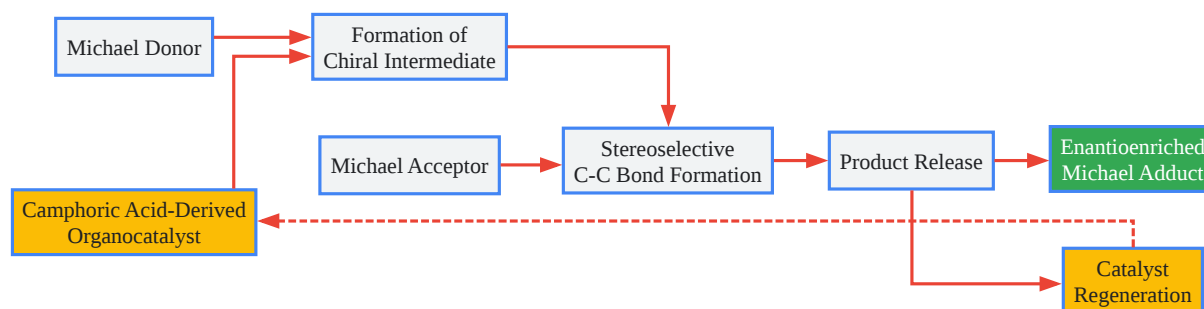 Michael Donor
Formation of
Chiral Intermediate
Michael Acceptor
Stereoselective
C-C Bond Formation
Product Release
Enantioenriched
Michael Adduct
Camphoric Acid-Derived
Organocatalyst
Catalyst
Regeneration